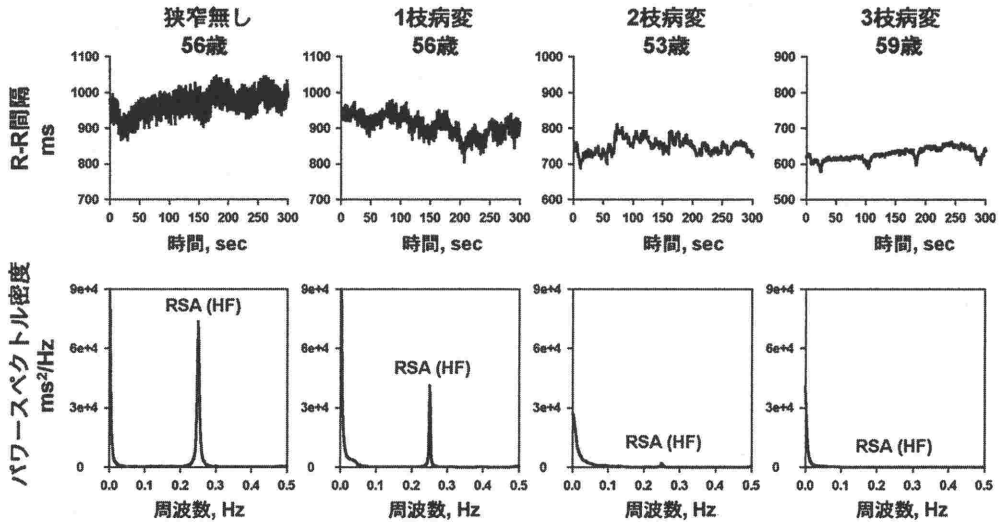 狭窄無し
56歳
1枝病変
56歳
2枝病変
53歳
3枝病変
59歳
R-R間隔
ms
1100
1000
900
800
700
0 50 100 150 200 250 300
時間, sec
1100
1000
900
800
700
0 50 100 150 200 250 300
時間, sec
1000
900
800
700
600
0 50 100 150 200 250 300
時間, sec
900
800
700
600
500
0 50 100 150 200 250 300
時間, sec
パワースペクトル密度
ms²/Hz
9e+4
6e+4
3e+4
0
RSA (HF)
0.0 0.1 0.2 0.3 0.4 0.5
周波数, Hz
9e+4
6e+4
3e+4
0
RSA (HF)
0.0 0.1 0.2 0.3 0.4 0.5
周波数, Hz
9e+4
6e+4
3e+4
0
RSA (HF)
0.0 0.1 0.2 0.3 0.4 0.5
周波数, Hz
9e+4
6e+4
3e+4
0
RSA (HF)
0.0 0.1 0.2 0.3 0.4 0.5
周波数, Hz